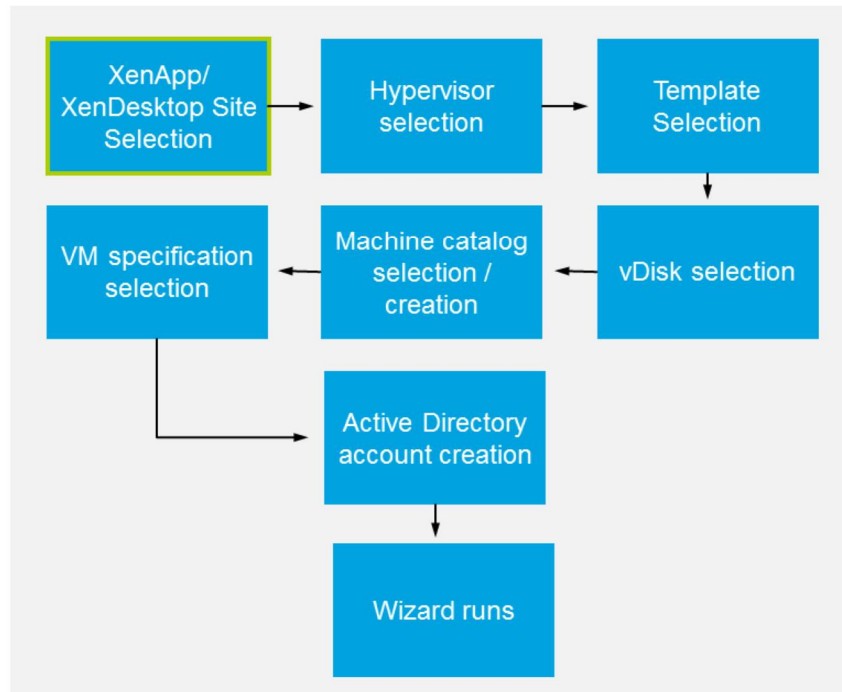 XenApp/
XenDesktop Site
Selection
Hypervisor
selection
Template
Selection
vDisk selection
Machine catalog
selection /
creation
VM specification
selection
Active Directory
account creation
Wizard runs